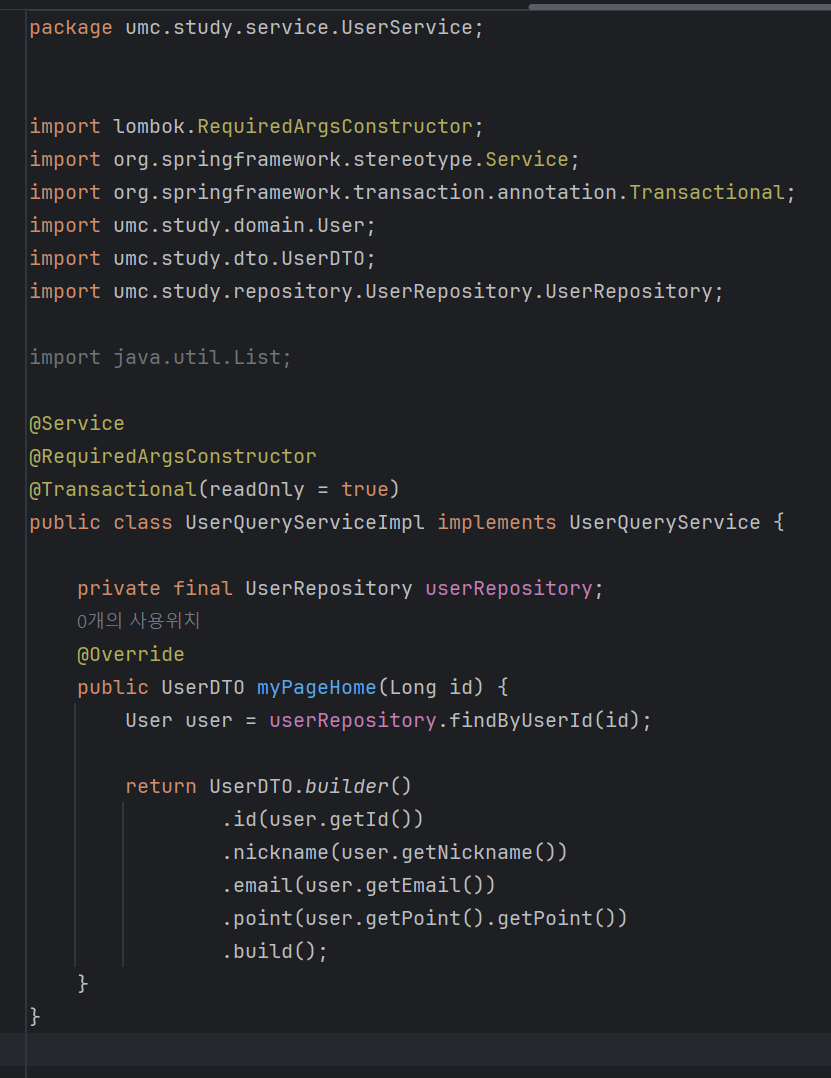 package umc.study.service.UserService;
import lombok.RequiredArgsConstructor;
import org.springframework.stereotype.Service;
import org.springframework.transaction.annotation.Transactional;
import umc.study.domain.User;
import umc.study.dto.UserDTO;
import umc.study.repository.UserRepository.UserRepository;
import java.util.List;
@Service
@RequiredArgsConstructor
@Transactional(readOnly = true)
public class UserQueryServiceImpl implements UserQueryService {
private final UserRepository userRepository;
0개의 사용위치
@Override
public UserDTO myPageHome(Long id) {
User user = userRepository.findByUserId(id);
return UserDTO.builder()
.id(user.getId())
.nickname(user.getNickname())
.email(user.getEmail())
.point(user.getPoint().getPoint())
.build();
}
}